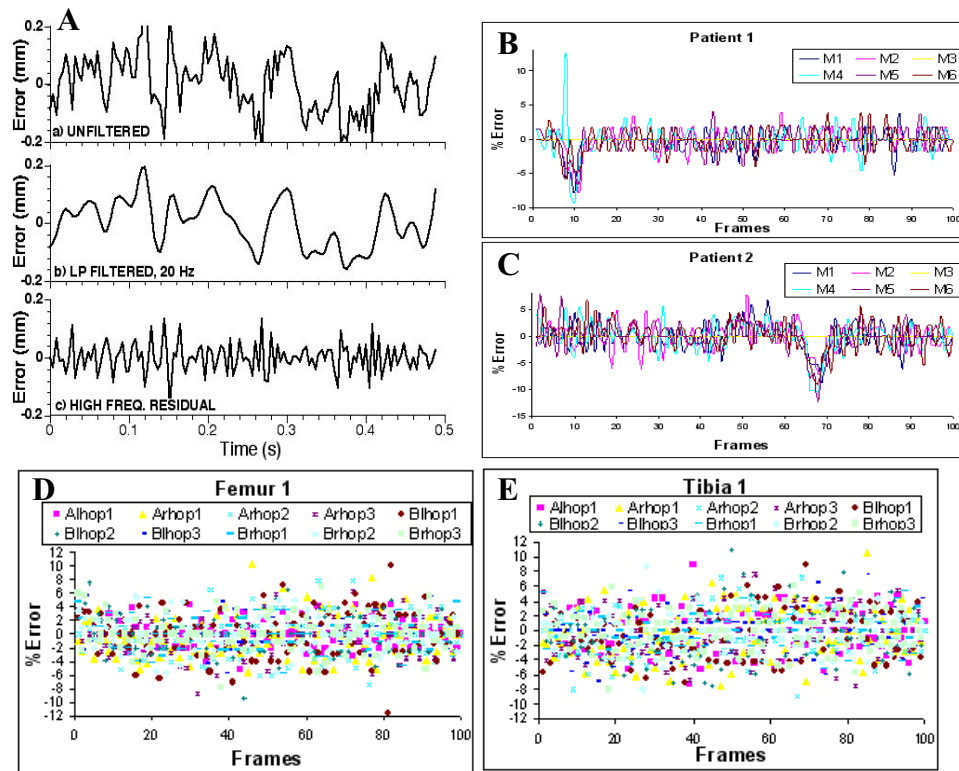 A
0.2
Error (mm)
0
a) UNFILTERED
-0.2
0.2
Error (mm)
0
b) LP FILTERED, 20 Hz
-0.2
0.2
Error (mm)
0
c) HIGH FREQ. RESIDUAL
-0.2
0 0.1 0.2 0.3 0.4 0.5
Time (s)
B
Patient 1
M1 M2 M3
M4 M5 M6
% Error
10
5
0
-5
-10
0 10 20 30 40 50 60 70 80 90 100
Frames
C
Patient 2
M1 M2 M3
M4 M5 M6
% Error
5
0
-5
-10
-15
0 10 20 30 40 50 60 70 80 90 100
Frames
D
Femur 1
Alhop1 Arhop1 Arhop2 Arhop3 Blhop1
Blhop2 Blhop3 Brhop1 Brhop2 Brhop3
% Error
12
10
8
6
4
2
0
-2
-4
-6
-8
-10
-12
0 20 40 60 80 100
Frames
E
Tibia 1
Alhop1 Arhop1 Arhop2 Arhop3 Blhop1
Blhop2 Blhop3 Brhop1 Brhop2 Brhop3
% Error
12
10
8
6
4
2
0
-2
-4
-6
-8
-10
-12
0 20 40 60 80 100
Frames